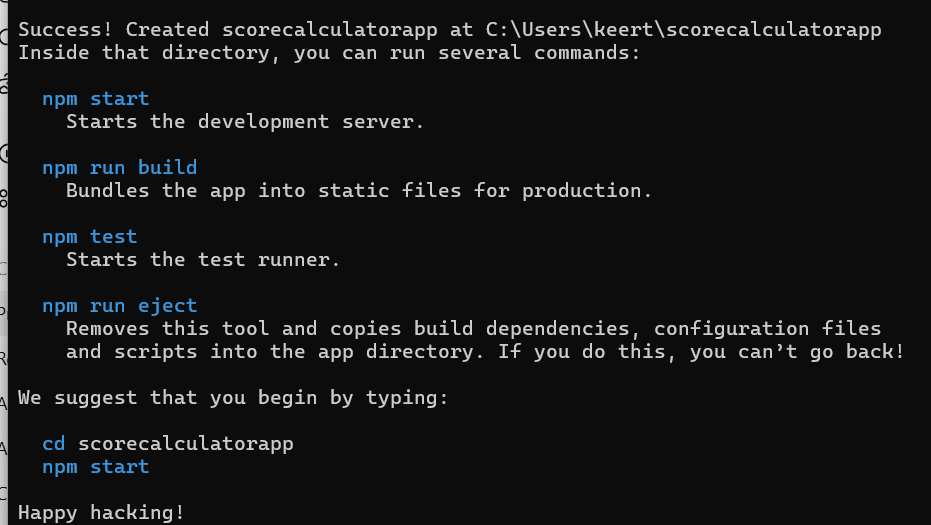 Success! Created scorecalculatorapp at C:\Users\keert\scorecalculatorapp
Inside that directory, you can run several commands:
npm start
Starts the development server.
npm run build
Bundles the app into static files for production.
npm test
Starts the test runner.
npm run eject
Removes this tool and copies build dependencies, configuration files
and scripts into the app directory. If you do this, you can’t go back!
We suggest that you begin by typing:
cd scorecalculatorapp
npm start
Happy hacking!